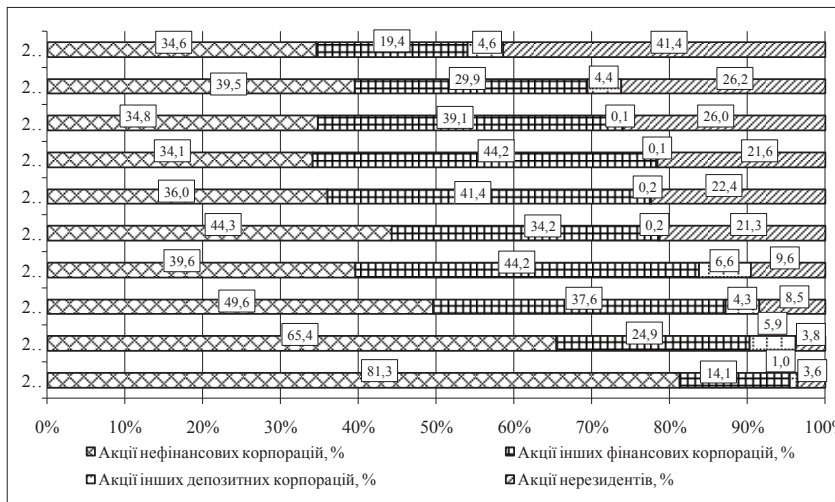 2.. 34,6 19,4 4,6 41,4
2.. 39,5 29,9 4,4 26,2
2.. 34,8 39,1 0,1 26,0
2.. 34,1 44,2 0,1 21,6
2.. 36,0 41,4 0,2 22,4
2.. 44,3 34,2 0,2 21,3
2.. 39,6 44,2 6,6 9,6
2.. 49,6 37,6 4,3 8,5
2.. 65,4 24,9 5,9 3,8
2.. 81,3 14,1 1,0 3,6
0% 10% 20% 30% 40% 50% 60% 70% 80% 90% 100%
Акції нефінансових корпорацій, % Акції інших фінансових корпорацій, %
Акції інших депозитних корпорацій, % Акції нерезидентів, %